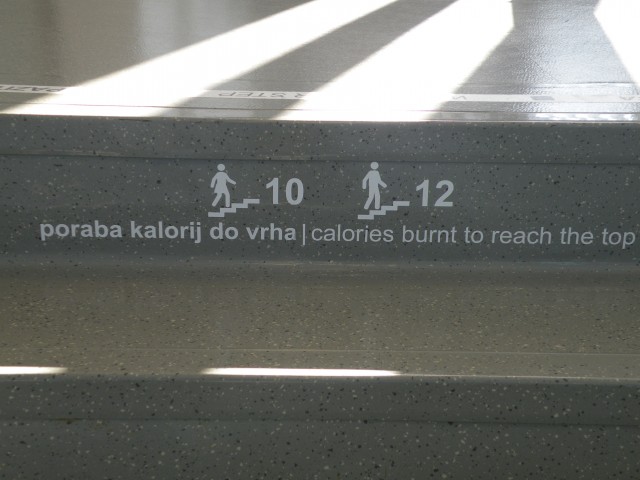 10 12
poraba kalorij do vrha | calories burnt to reach the top